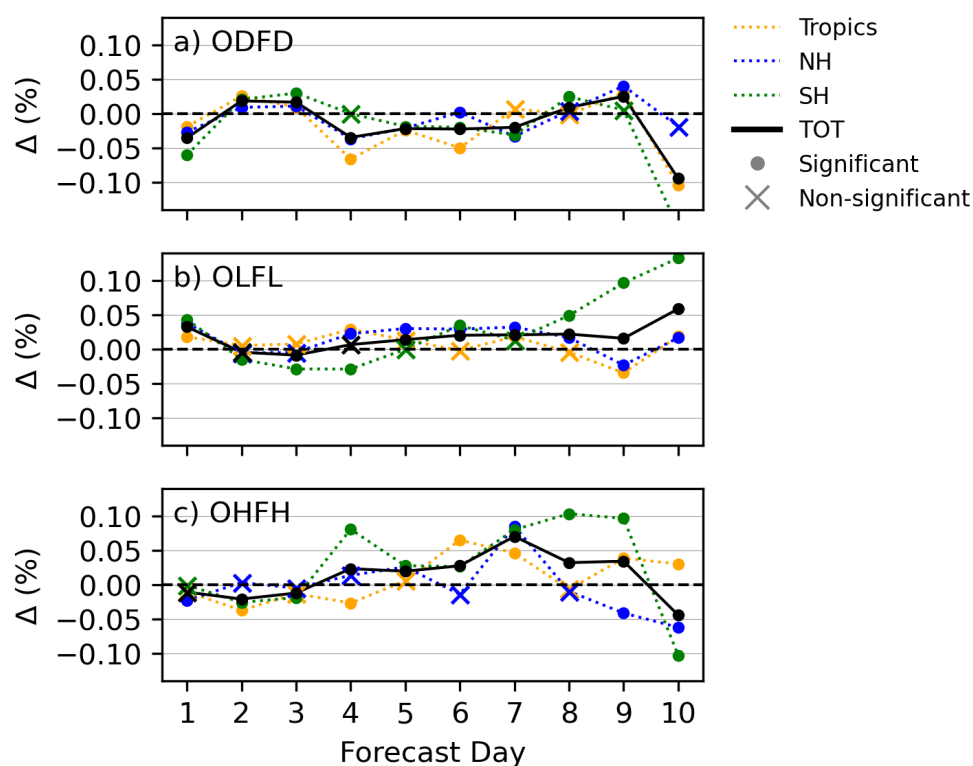 a) ODFD
0.10
0.05
0.00
−0.05
−0.10
Δ (%)
Tropics
NH
SH
TOT
Significant
Non-significant
b) OLFL
0.10
0.05
0.00
−0.05
−0.10
Δ (%)
c) OHFH
0.10
0.05
0.00
−0.05
−0.10
Δ (%)
1 2 3 4 5 6 7 8 9 10
Forecast Day